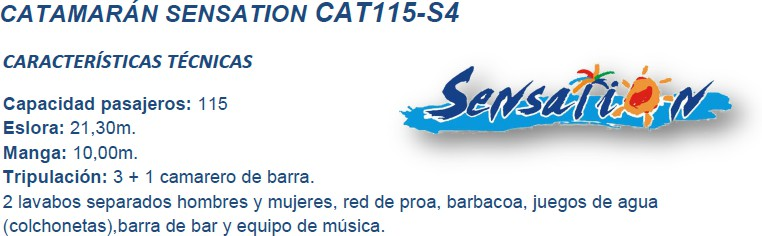 CATAMARÁN SENSATION CAT115-S4
CARACTERÍSTICAS TÉCNICAS
Sensation
Capacidad pasajeros: 115
Eslora: 21,30m.
Manga: 10,00m.
Tripulación: 3 + 1 camarero de barra.
2 lavabos separados hombres y mujeres, red de proa, barbacoa, juegos de agua
(colchonetas),barra de bar y equipo de música.